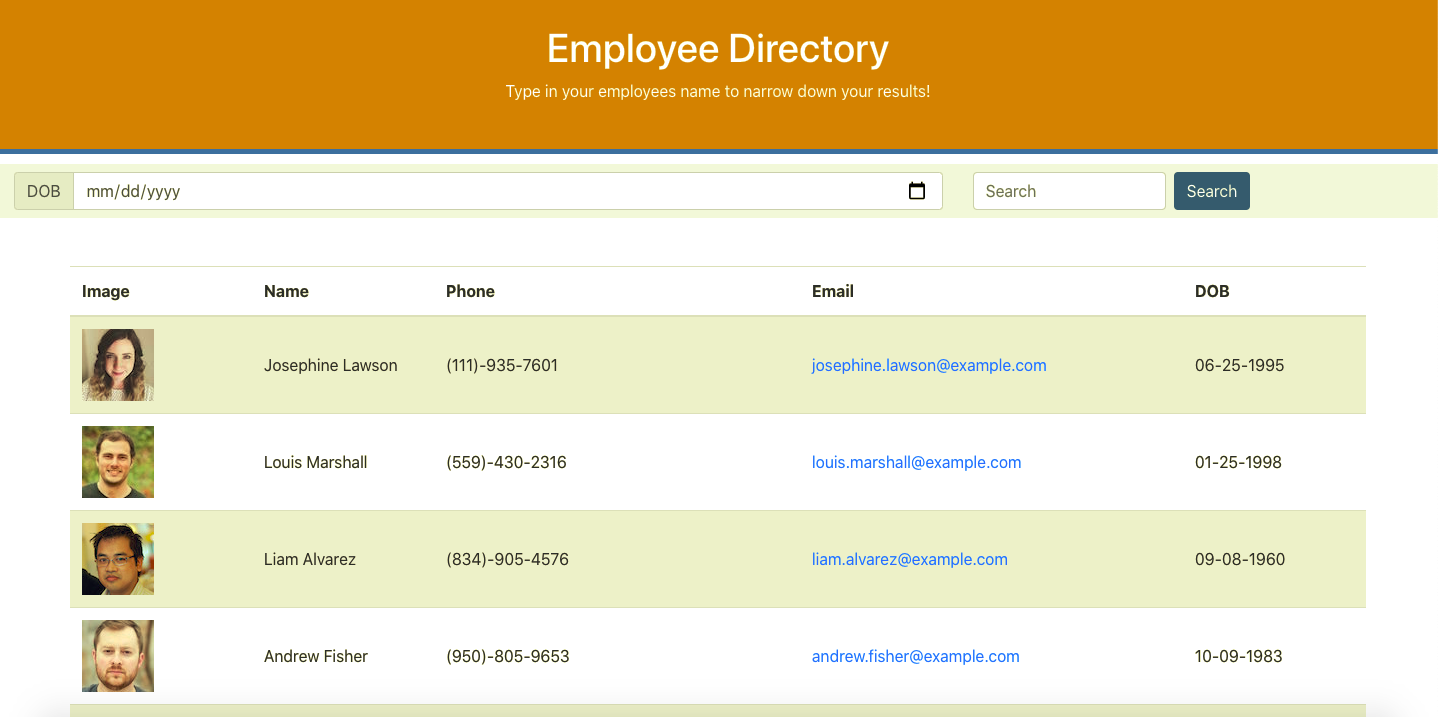 Employee Directory
Type in your employees name to narrow down your results!
DOB mm/dd/yyyy Search Search
Image Name Phone Email DOB
Josephine Lawson (111)-935-7601 josephine.lawson@example.com 06-25-1995
Louis Marshall (559)-430-2316 louis.marshall@example.com 01-25-1998
Liam Alvarez (834)-905-4576 liam.alvarez@example.com 09-08-1960
Andrew Fisher (950)-805-9653 andrew.fisher@example.com 10-09-1983